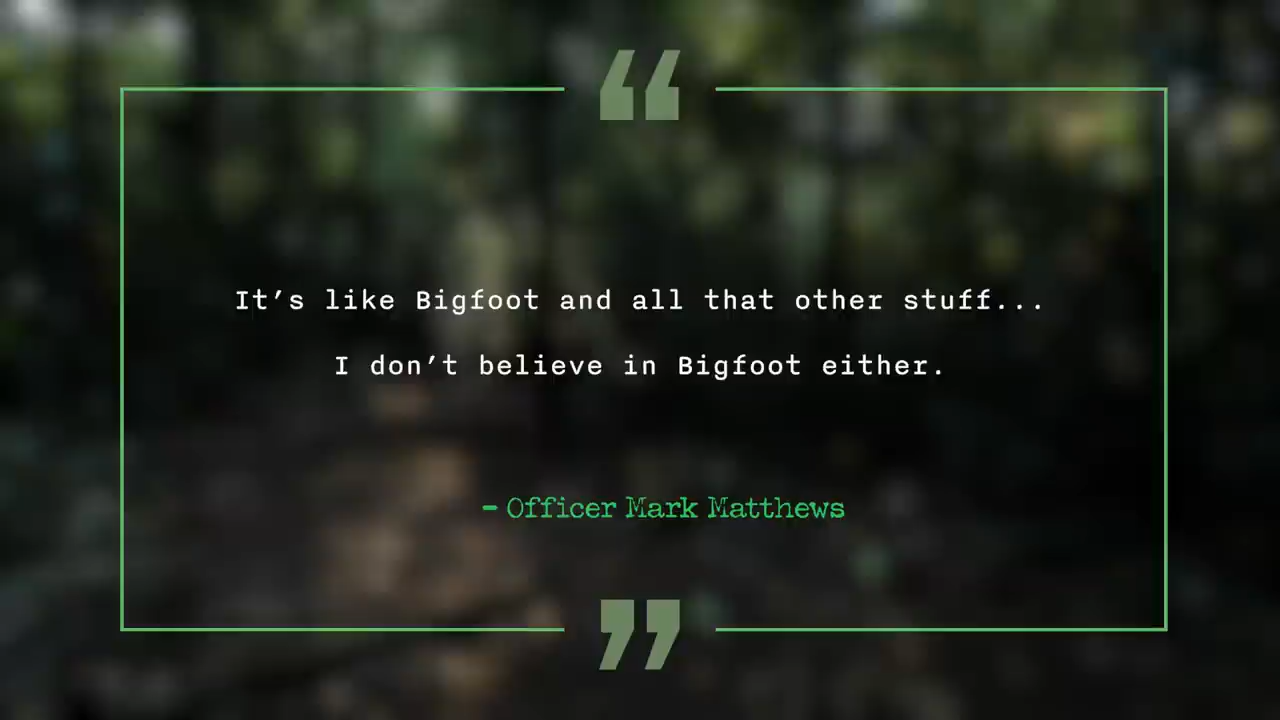 “
It’s like Bigfoot and all that other stuff...
I don’t believe in Bigfoot either.
– Officer Mark Matthews
”